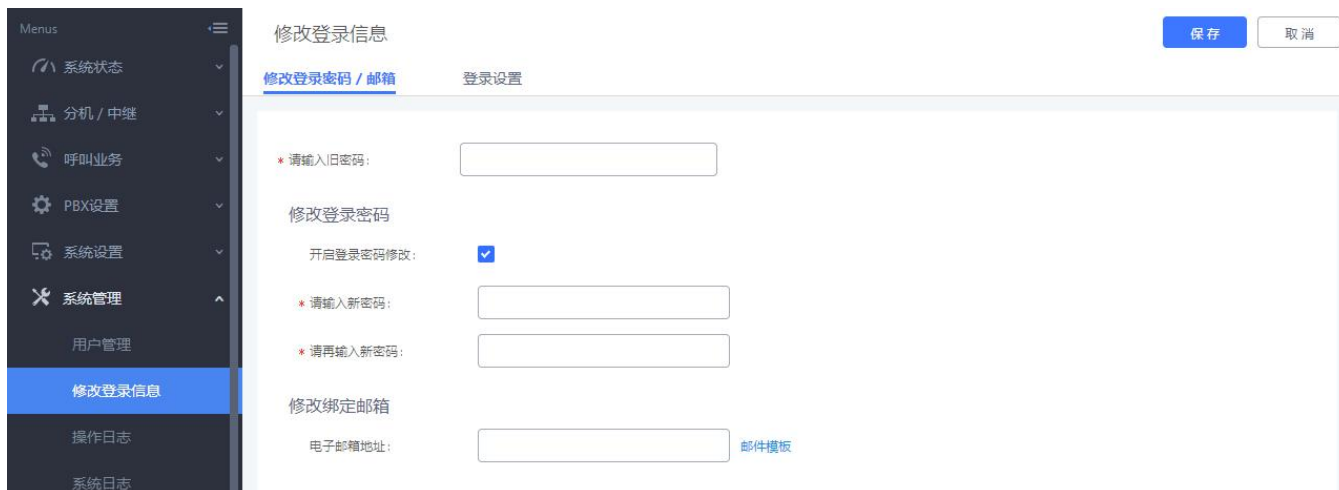 Menus
系统状态
分机 / 中继
呼叫业务
PBX设置
系统设置
系统管理
用户管理
修改登录信息
操作日志
系统日志
修改登录信息
保存 取消
修改登录密码 / 邮箱 登录设置
* 请输入旧密码:
修改登录密码
开启登录密码修改:
* 请输入新密码:
* 请再输入新密码:
修改绑定邮箱
电子邮箱地址: 邮件模板